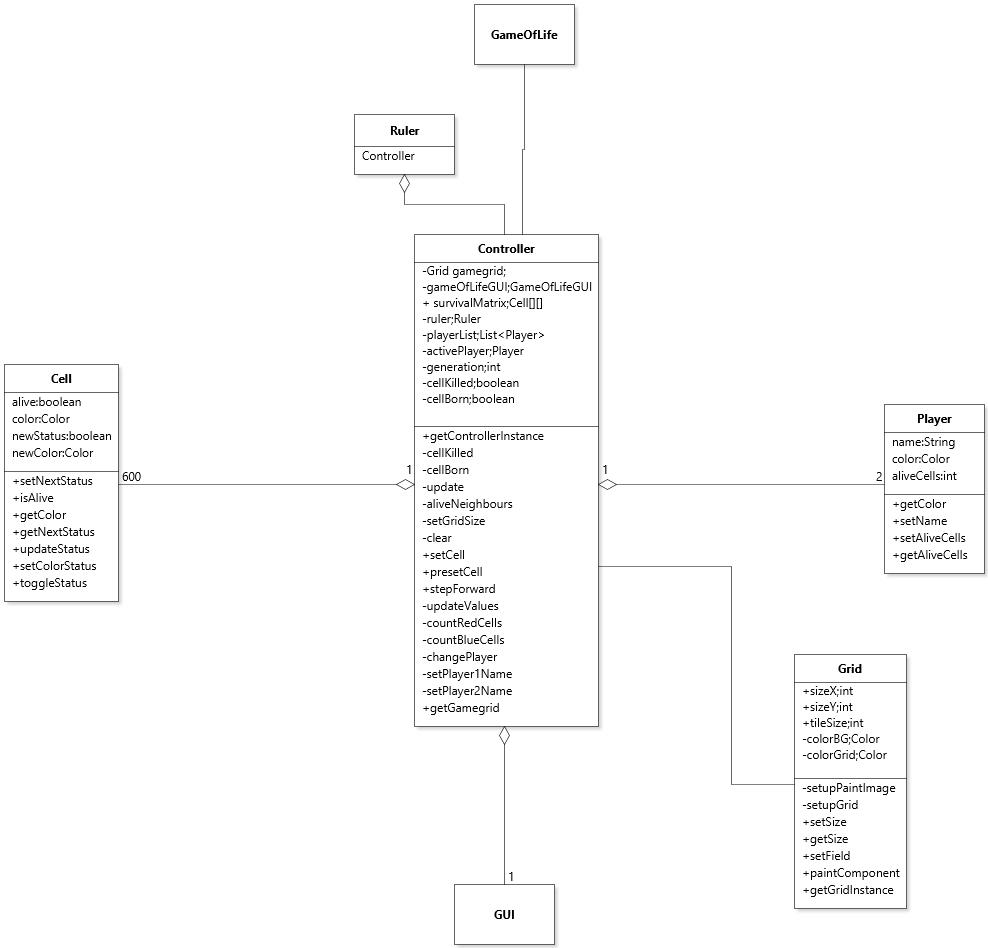 GameOfLife
Ruler
Controller
Controller
-Grid gamegrid;
-gameOfLifeGUI;GameOfLifeGUI
+ survivalMatrix;Cell[][]
-ruler;Ruler
-playerList;List<Player>
-activePlayer;Player
-generation;int
-cellKilled;boolean
-cellBorn;boolean
+getControllerInstance
-cellKilled
-cellBorn
-update
-aliveNeighbours
-setGridSize
-clear
+setCell
+presetCell
+stepForward
-updateValues
-countRedCells
-countBlueCells
-changePlayer
-setPlayer1Name
-setPlayer2Name
+getGamegrid
Cell
alive:boolean
color:Color
newStatus:boolean
newColor:Color
+setNextStatus
+isAlive
+getColor
+getNextStatus
+updateStatus
+setColorStatus
+toggleStatus
600
1
1
2
Player
name:String
color:Color
aliveCells:int
+getColor
+setName
+setAliveCells
+getAliveCells
Grid
+sizeX;int
+sizeY;int
+tileSize;int
-colorBG;Color
-colorGrid;Color
-setupPaintImage
-setupGrid
+setSize
+getSize
+setField
+paintComponent
+getGridInstance
1
GUI